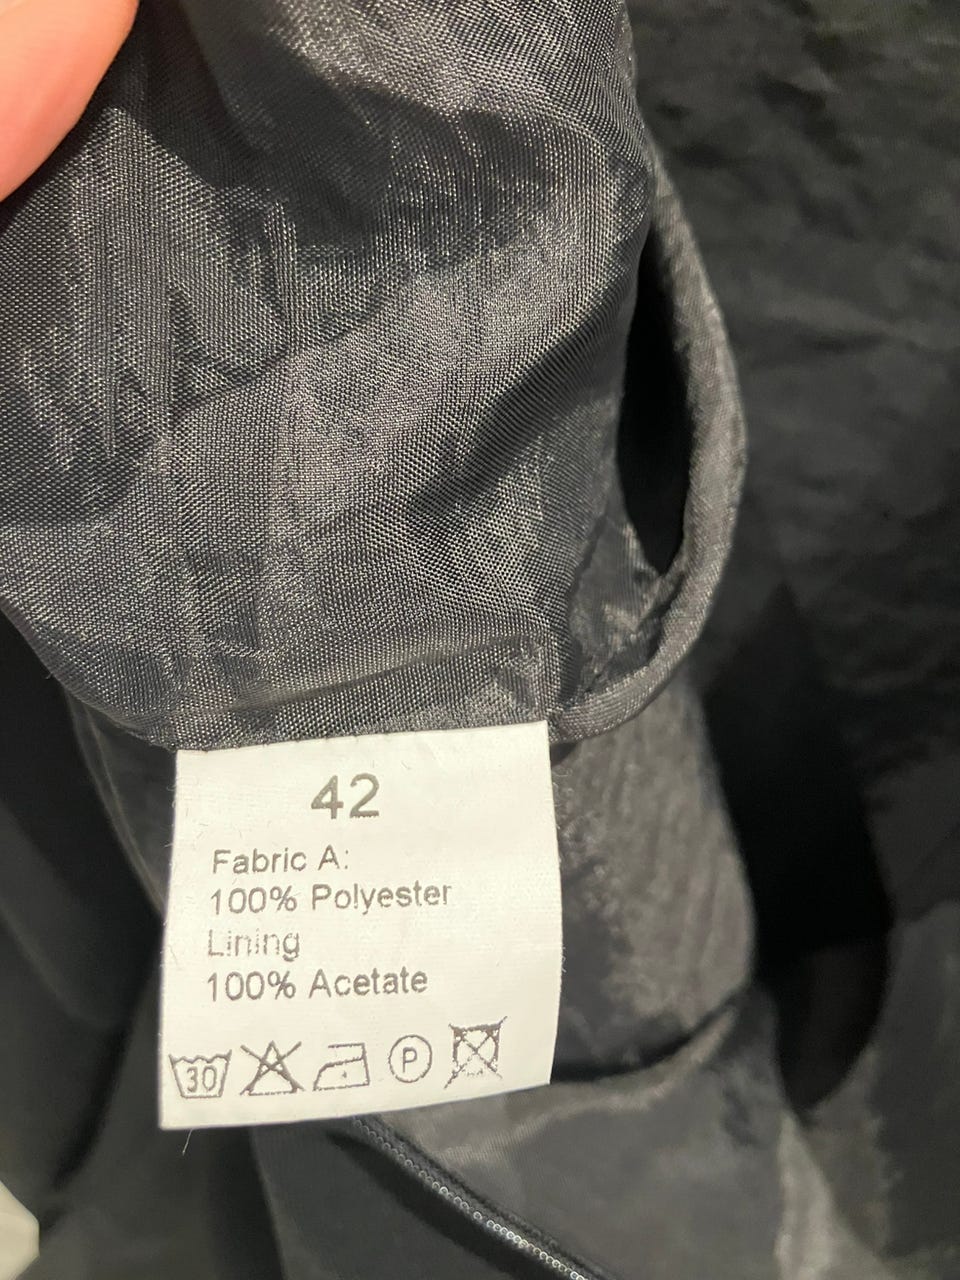 42
Fabric A:
100% Polyester
Lining
100% Acetate
30 P